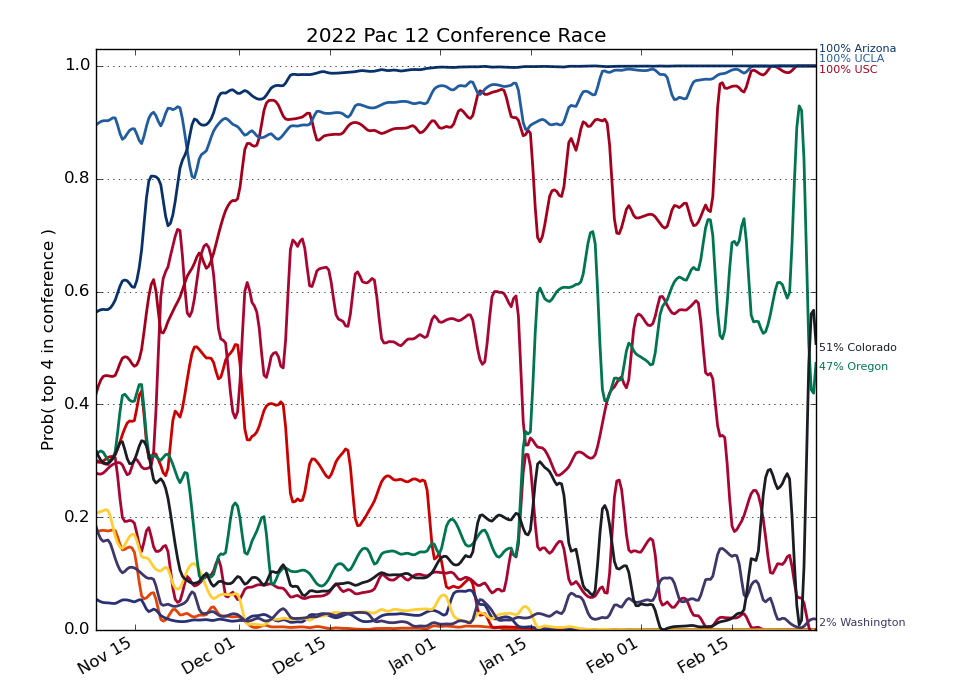 2022 Pac 12 Conference Race
100% Arizona
100% UCLA
100% USC
51% Colorado
47% Oregon
2% Washington
Prob( top 4 in conference )
1.0
0.8
0.6
0.4
0.2
0.0
Nov 15
Dec 01
Dec 15
Jan 01
Jan 15
Feb 01
Feb 15